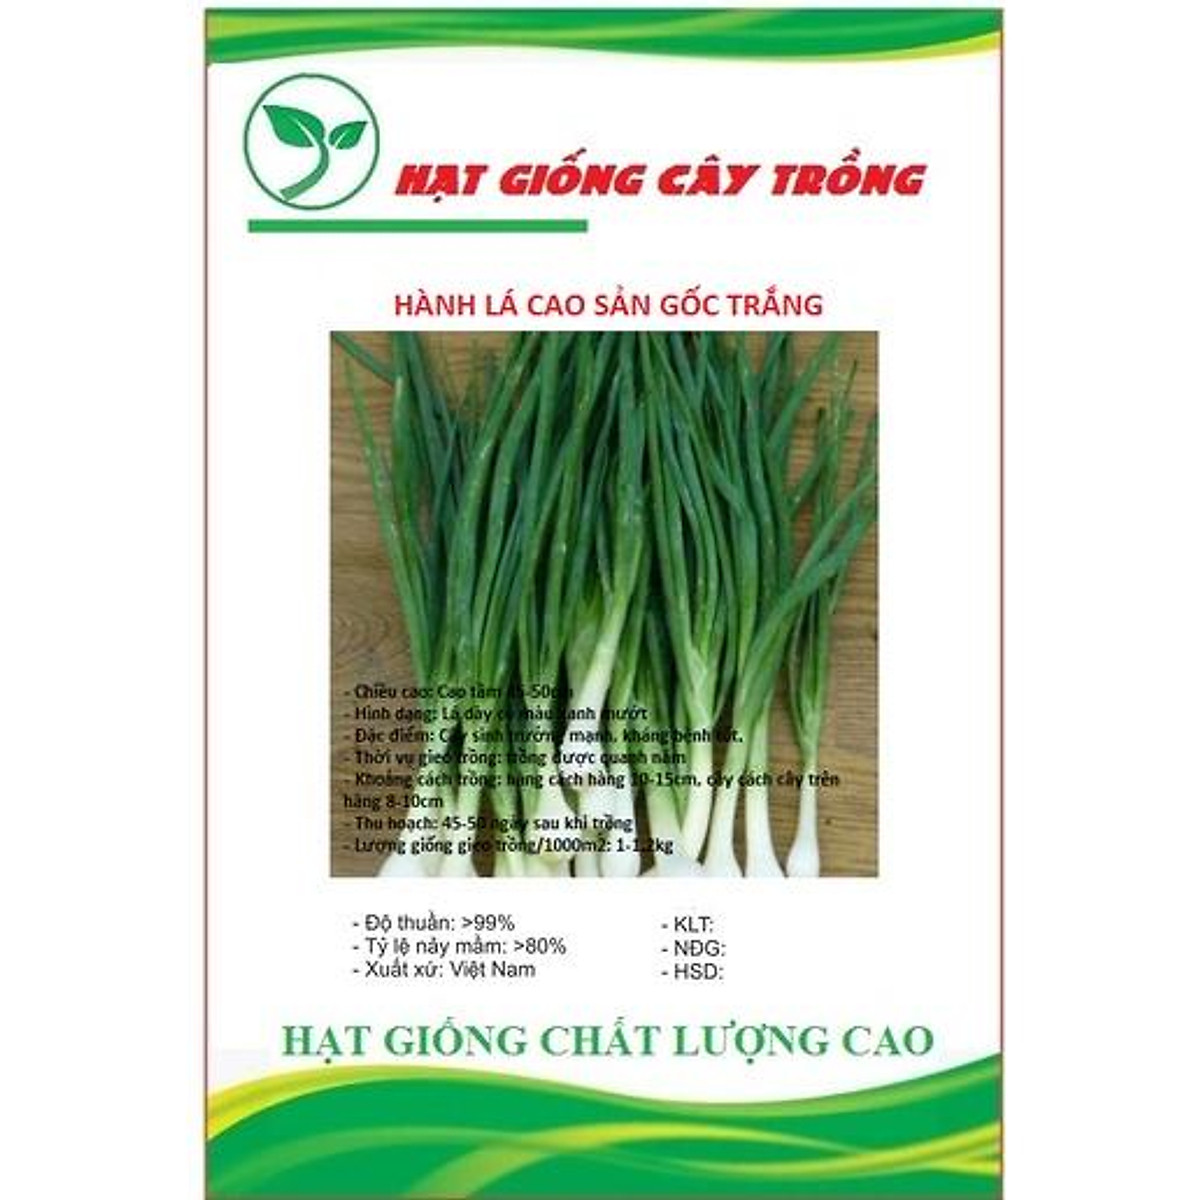 HẠT GIỐNG CÂY TRỒNG
HÀNH LÁ CAO SẢN GỐC TRẮNG
- Chiều cao: Cao tầm 45-50cm
- Hình dạng: Lá dày có màu xanh mướt
- Đặc điểm: Cây sinh trưởng mạnh, kháng bệnh tốt.
- Thời vụ gieo trồng: trồng được quanh năm
- Khoảng cách trồng: hàng cách hàng 10-15cm, cây cách cây trên
hàng 8-10cm
- Thu hoạch: 45-50 ngày sau khi trồng
- Lượng giống gieo trồng/1000m2: 1-1.2kg
- Độ thuần: >99%
- Tỷ lệ nảy mầm: >80%
- Xuất xứ: Việt Nam
- KLT:
- NĐG:
- HSD:
HẠT GIỐNG CHẤT LƯỢNG CAO